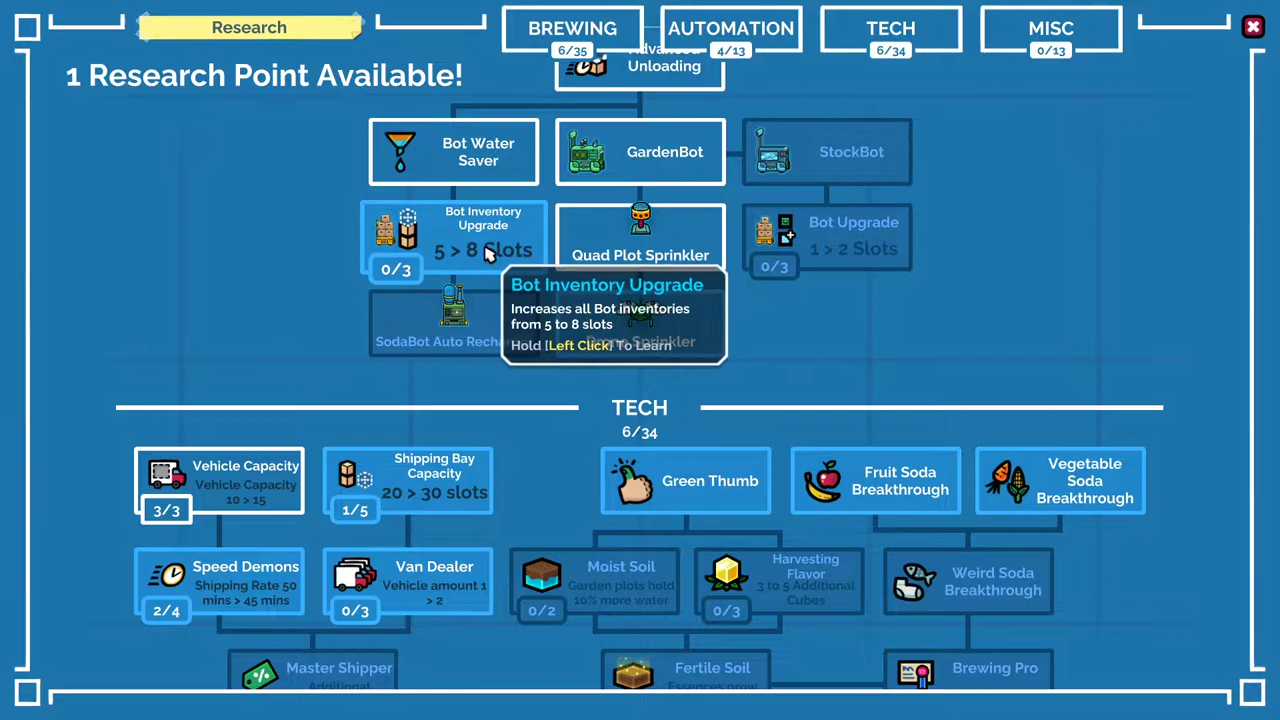 Research
BREWING
6/35
AUTOMATION
4/13
TECH
6/34
MISC
0/13
1 Research Point Available!
Advanced
Unloading
Bot Water
Saver
GardenBot
StockBot
Bot Inventory
Upgrade
5 > 8 Slots
0/3
Quad Plot Sprinkler
Bot Upgrade
1 > 2 Slots
0/3
SodaBot Auto
Sprinkler
Bot Inventory Upgrade
Increases all Bot inventories
from 5 to 8 slots
Hold [Left Click] To Learn
TECH
6/34
Vehicle Capacity
Vehicle Capacity
10 > 15
3/3
Shipping Bay
Capacity
20 > 30 slots
1/5
Green Thumb
Fruit Soda
Breakthrough
Vegetable
Soda
Breakthrough
Speed Demons
Shipping Rate 50
mins > 45 mins
2/4
Van Dealer
Vehicle amount 1
> 2
0/3
Moist Soil
Garden plots hold
10% more water
0/2
Harvesting
Flavor
3 to 5 Additional
Cubes
0/3
Weird Soda
Breakthrough
Master Shipper
Additional
Fertile Soil
Essences grow
Brewing Pro